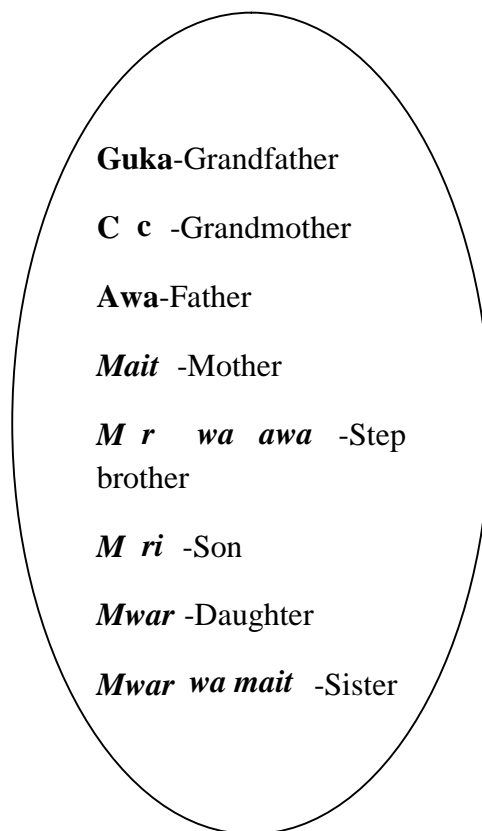 Guka-Grandfather
C c -Grandmother
Awa-Father
Mait -Mother
M r wa awa -Step
brother
M ri -Son
Mwar -Daughter
Mwar wa mait -Sister